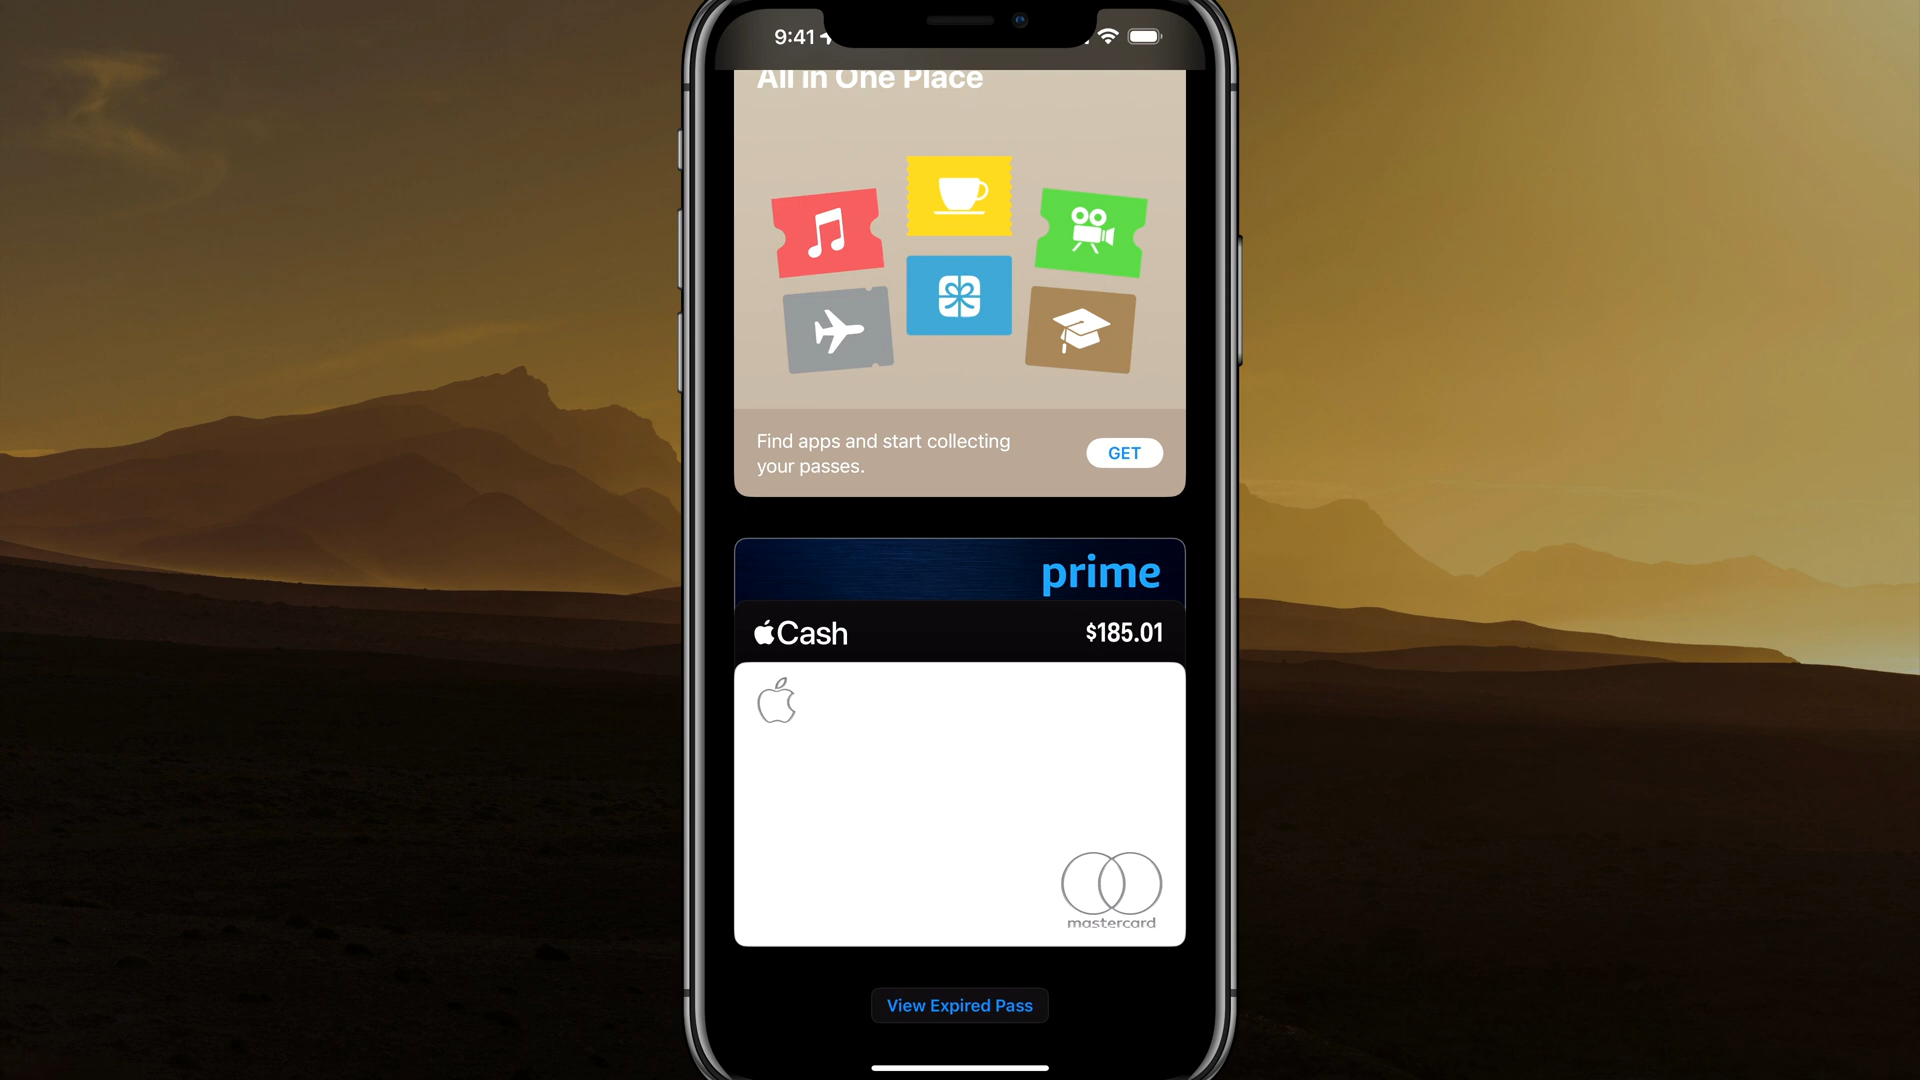 9:41
All in One Place
Find apps and start collecting
your passes.
GET
prime
Cash
$185.01
mastercard
View Expired Pass